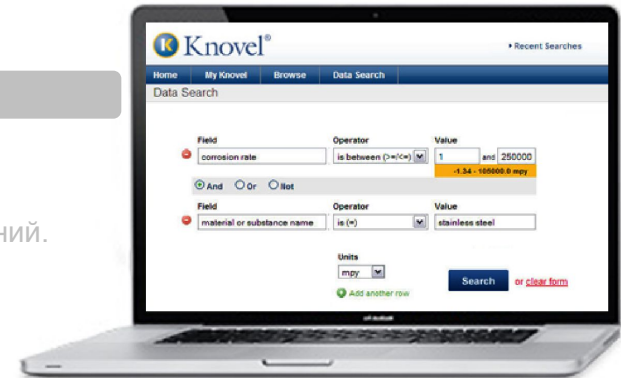 Knovel®
Recent Searches
Home My Knovel Browse Data Search
Data Search
Field Operator Value
corrosion rate is between (>=/<=) 1 and 250000
-1.34 - 105000.0 mpy
And Or Not
Field Operator Value
material or substance name is (=) stainless steel
ний.
Units
mpy
Search or clear form
Add another row